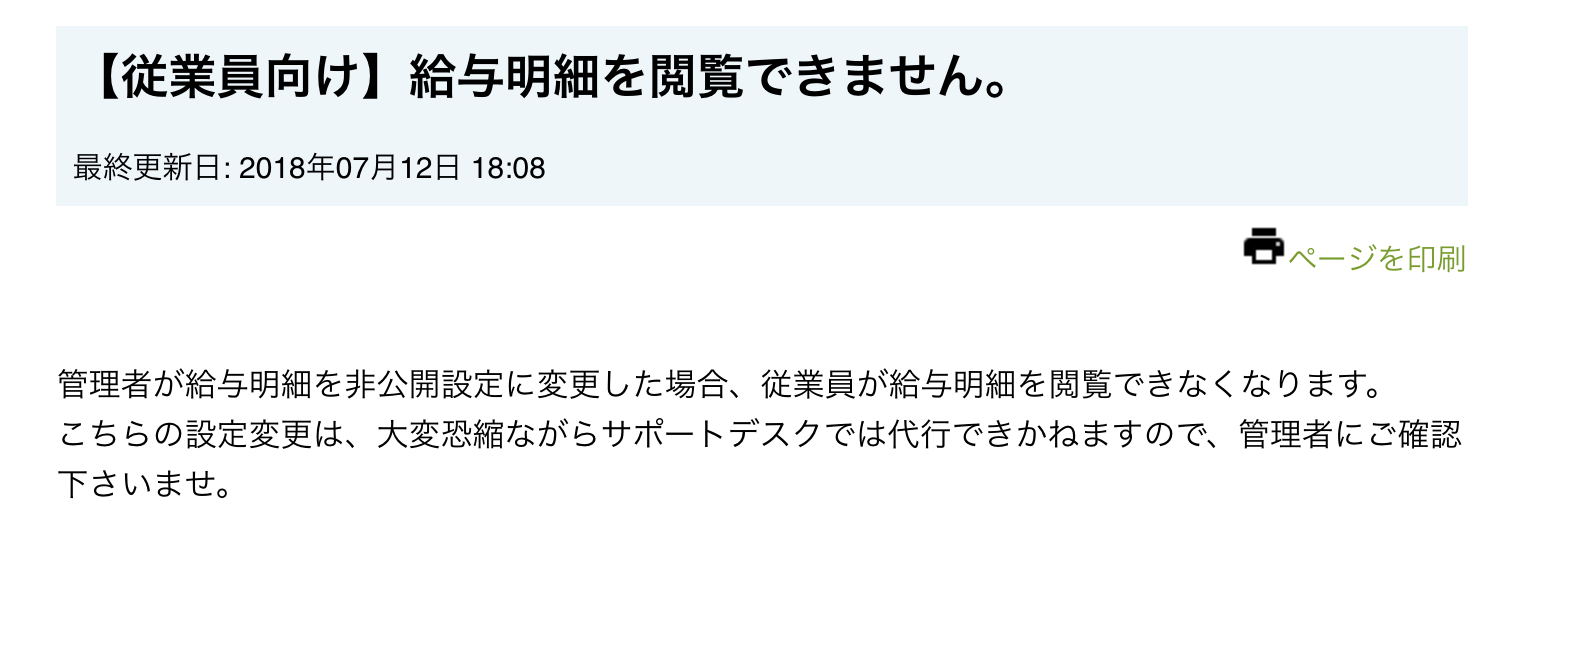 【従業員向け】給与明細を閲覧できません。
最終更新日: 2018年07月12日 18:08
ページを印刷
管理者が給与明細を非公開設定に変更した場合、従業員が給与明細を閲覧できなくなります。
こちらの設定変更は、大変恐縮ながらサポートデスクでは代行できかねますので、管理者にご確認
下さいませ。